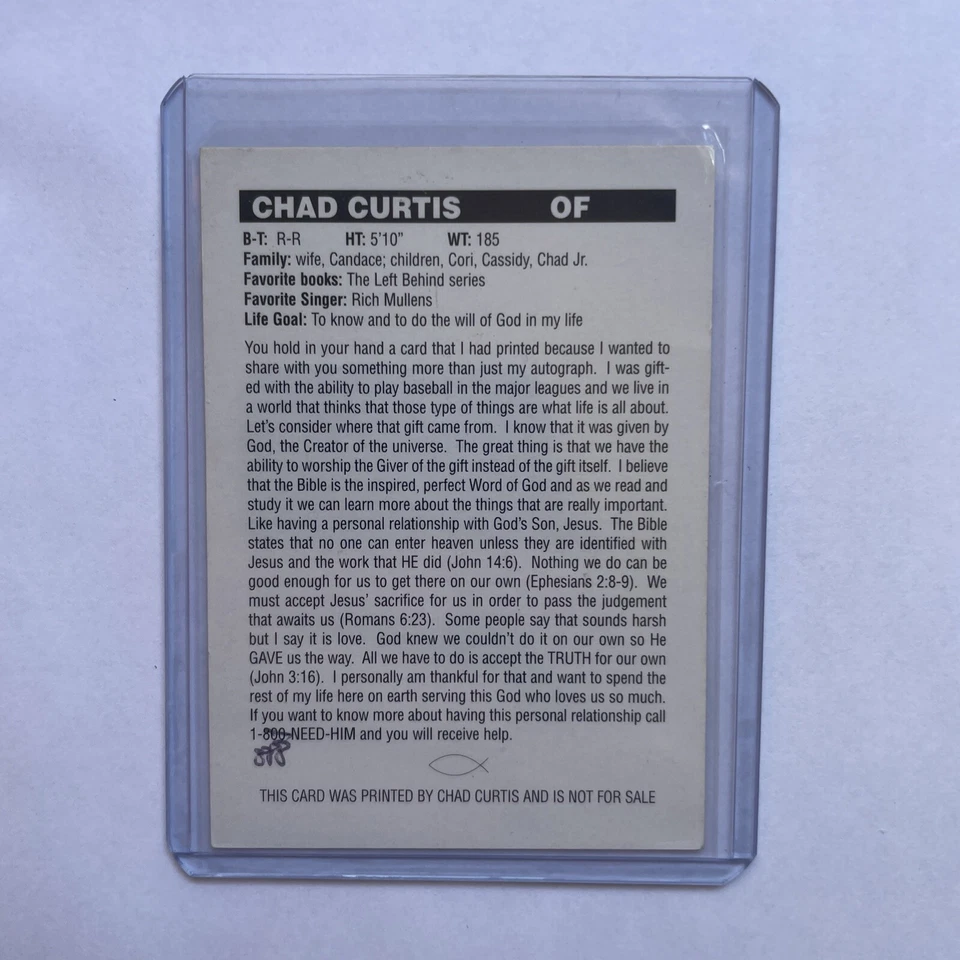 CHAD CURTIS OF
B-T: R-R HT: 5'10" WT: 185
Family: wife, Candace; children, Cori, Cassidy, Chad Jr.
Favorite books: The Left Behind series
Favorite Singer: Rich Mullens
Life Goal: To know and to do the will of God in my life
You hold in your hand a card that I had printed because I wanted to
share with you something more than just my autograph. I was gift-
ed with the ability to play baseball in the major leagues and we live in
a world that thinks that those type of things are what life is all about.
Let's consider where that gift came from. I know that it was given by
God, the Creator of the universe. The great thing is that we have the
ability to worship the Giver of the gift instead of the gift itself. I believe
that the Bible is the inspired, perfect Word of God and as we read and
study it we can learn more about the things that are really important.
Like having a personal relationship with God's Son, Jesus. The Bible
states that no one can enter heaven unless they are identified with
Jesus and the work that HE did (John 14:6). Nothing we do can be
good enough for us to get there on our own (Ephesians 2:8-9). We
must accept Jesus' sacrifice for us in order to pass the judgement
that awaits us (Romans 6:23). Some people say that sounds harsh
but I say it is love. God knew we couldn't do it on our own so He
GAVE us the way. All we have to do is accept the TRUTH for our own
(John 3:16). I personally am thankful for that and want to spend the
rest of my life here on earth serving this God who loves us so much.
If you want to know more about having this personal relationship call
1-800-NEED-HIM and you will receive help.
THIS CARD WAS PRINTED BY CHAD CURTIS AND IS NOT FOR SALE